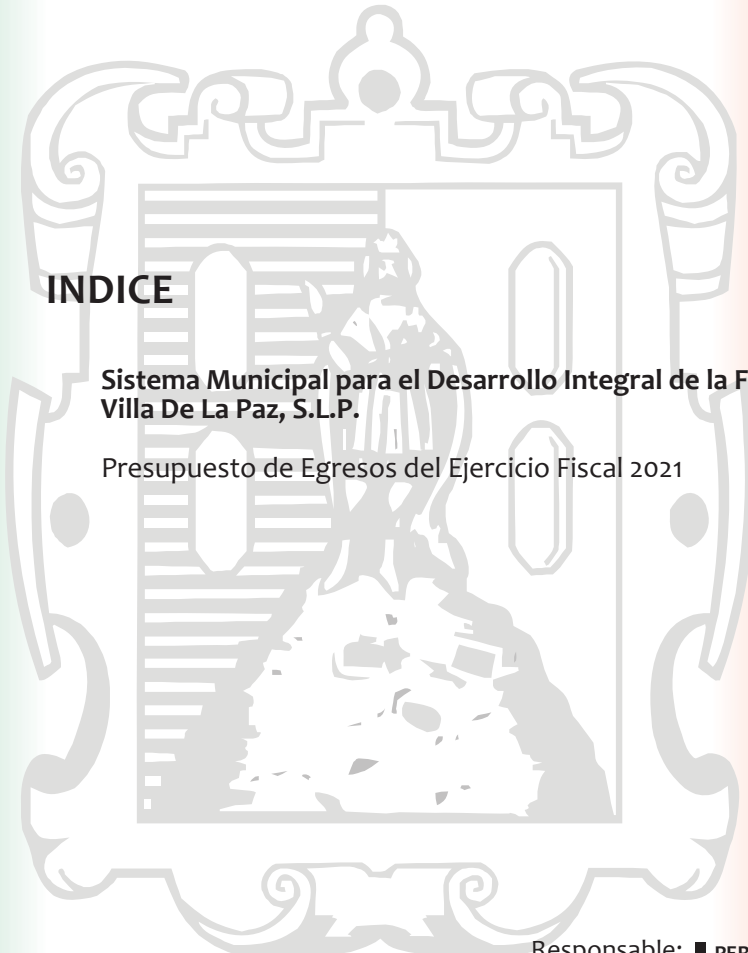 INDICE
Sistema Municipal para el Desarrollo Integral de la F
Villa De La Paz, S.L.P.
Presupuesto de Egresos del Ejercicio Fiscal 2021
Responsable: